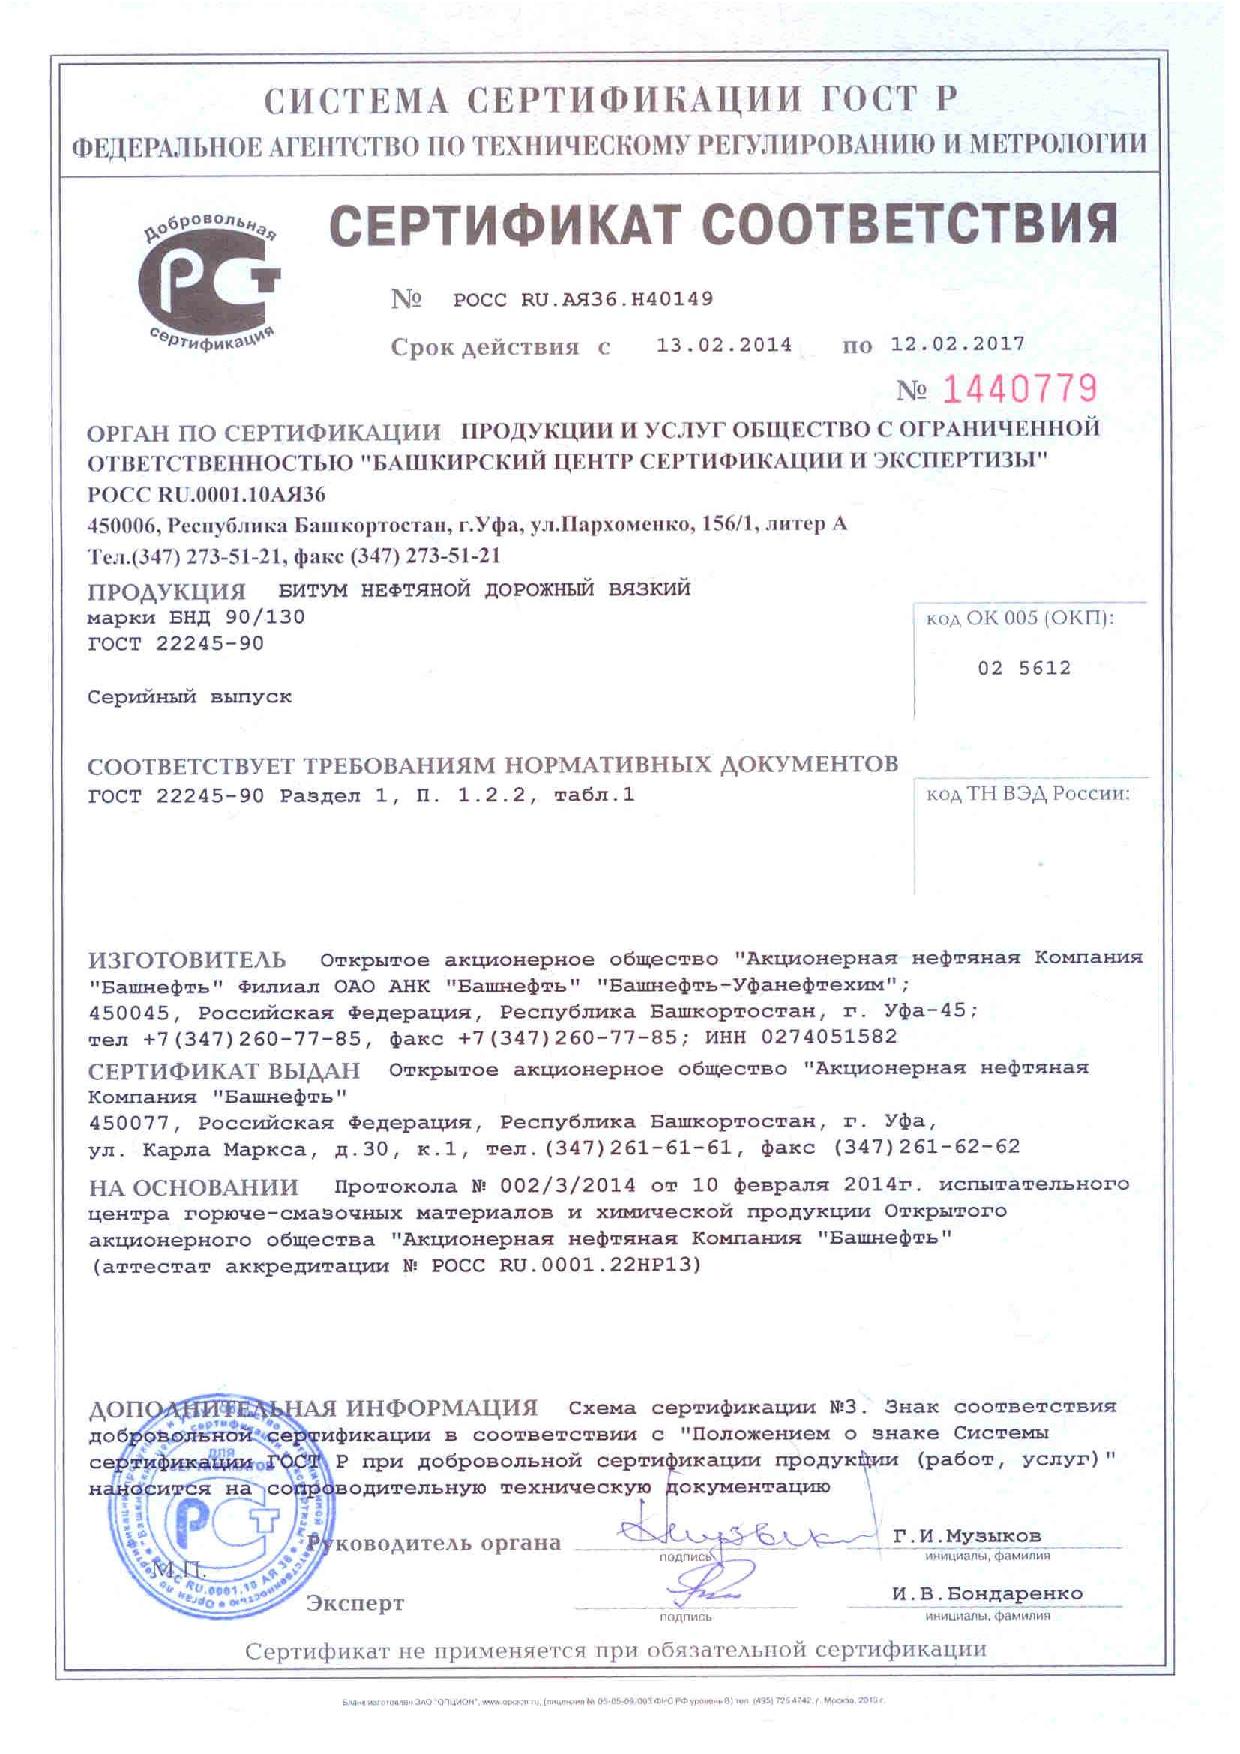 СИСТЕМА СЕРТИФИКАЦИИ ГОСТ Р
ФЕДЕРАЛЬНОЕ АГЕНТСТВО ПО ТЕХНИЧЕСКОМУ РЕГУЛИРОВАНИЮ И МЕТРОЛОГИИ
Добровольная
РСТ
сертификация
СЕРТИФИКАТ СООТВЕТСТВИЯ
№ РОСС RU.АЯ36.Н40149
Срок действия с 13.02.2014 по 12.02.2017
№ 1440779
ОРГАН ПО СЕРТИФИКАЦИИ ПРОДУКЦИИ И УСЛУГ ОБЩЕСТВО С ОГРАНИЧЕННОЙ
ОТВЕТСТВЕННОСТЬЮ "БАШКИРСКИЙ ЦЕНТР СЕРТИФИКАЦИИ И ЭКСПЕРТИЗЫ"
РОСС RU.0001.10АЯ36
450006, Республика Башкортостан, г.Уфа, ул.Пархоменко, 156/1, литер А
Тел.(347) 273-51-21, факс (347) 273-51-21
ПРОДУКЦИЯ БИТУМ НЕФТЯНОЙ ДОРОЖНЫЙ ВЯЗКИЙ
марки БНД 90/130
ГОСТ 22245-90
Серийный выпуск
код ОК 005 (ОКП):
02 5612
СООТВЕТСТВУЕТ ТРЕБОВАНИЯМ НОРМАТИВНЫХ ДОКУМЕНТОВ
ГОСТ 22245-90 Раздел 1, П. 1.2.2, табл.1
код ТН ВЭД России:
ИЗГОТОВИТЕЛЬ Открытое акционерное общество "Акционерная нефтяная Компания
"Башнефть" Филиал ОАО АНК "Башнефть" "Башнефть-Уфанефтехим";
450045, Российская Федерация, Республика Башкортостан, г. Уфа-45;
тел +7(347)260-77-85, факс +7(347)260-77-85; ИНН 0274051582
СЕРТИФИКАТ ВЫДАН Открытое акционерное общество "Акционерная нефтяная
Компания "Башнефть"
450077, Российская Федерация, Республика Башкортостан, г. Уфа,
ул. Карла Маркса, д.30, к.1, тел.(347)261-61-61, факс (347)261-62-62
НА ОСНОВАНИИ Протокола № 002/3/2014 от 10 февраля 2014г. испытательного
центра горюче-смазочных материалов и химической продукции Открытого
акционерного общества "Акционерная нефтяная Компания "Башнефть"
(аттестат аккредитации № РОСС RU.0001.22НР13)
ДОПОЛНИТЕЛЬНАЯ ИНФОРМАЦИЯ Схема сертификации №3. Знак соответствия
добровольной сертификации в соответствии с "Положением о знаке Системы
сертификации ГОСТ Р при добровольной сертификации продукции (работ, услуг)"
наносится на сопроводительную техническую документацию
Руководитель органа
подпись
Г.И.Музыков
инициалы, фамилия
М.П.
Эксперт
подпись
И.В.Бондаренко
инициалы, фамилия
Сертификат не применяется при обязательной сертификации